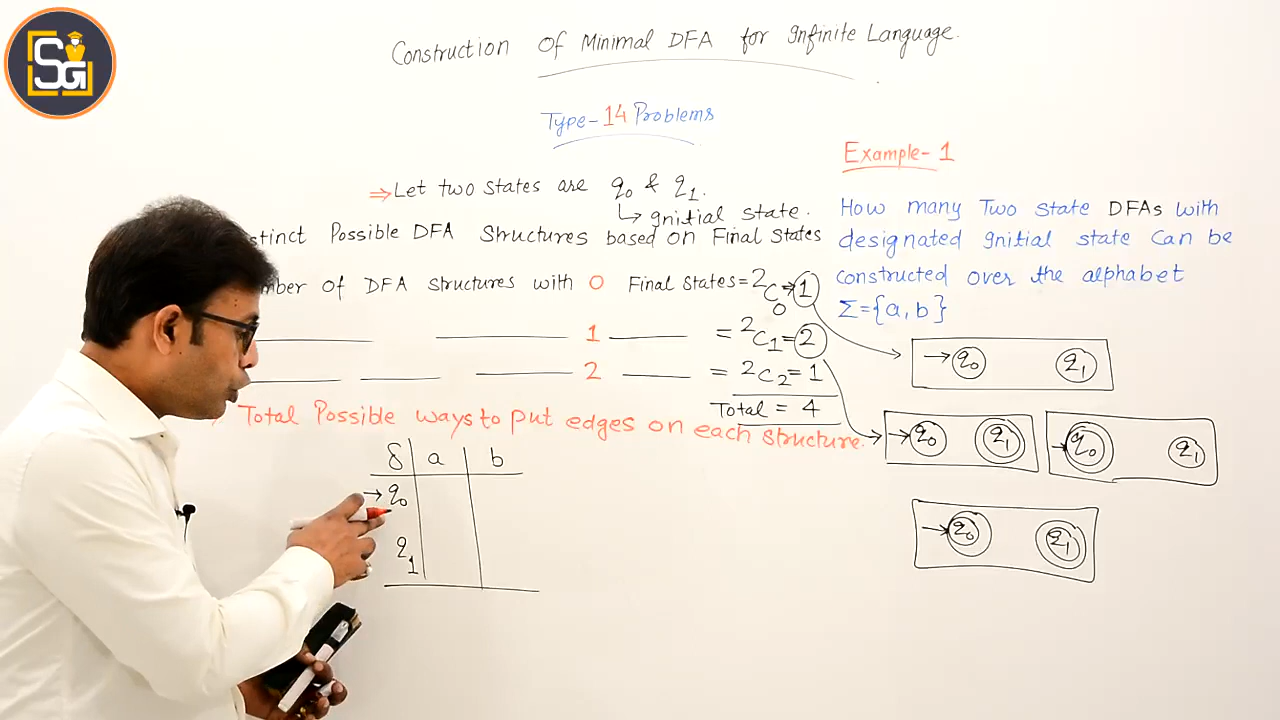 SG
Construction Of Minimal DFA for Ignfinite Language.
Type-14 Problems
⇒ Let two states are q0 & q1.
↳ Ignitial state.
stinct Possible DFA Structures based on Final States
mber of DFA structures with 0 Final States = 2C0 → 1
1 = 2C1 = 2
2 = 2C2 = 1
Total = 4
Total Possible ways to put edges on each structure.
δ a b
→ q0
q1
Example-1
How many Two state DFAs with
designated Ignitial state can be
constructed over the alphabet
Σ={a,b}
→ q0 q1
→ q0 q1
→ q0 q1
→ q0 q1